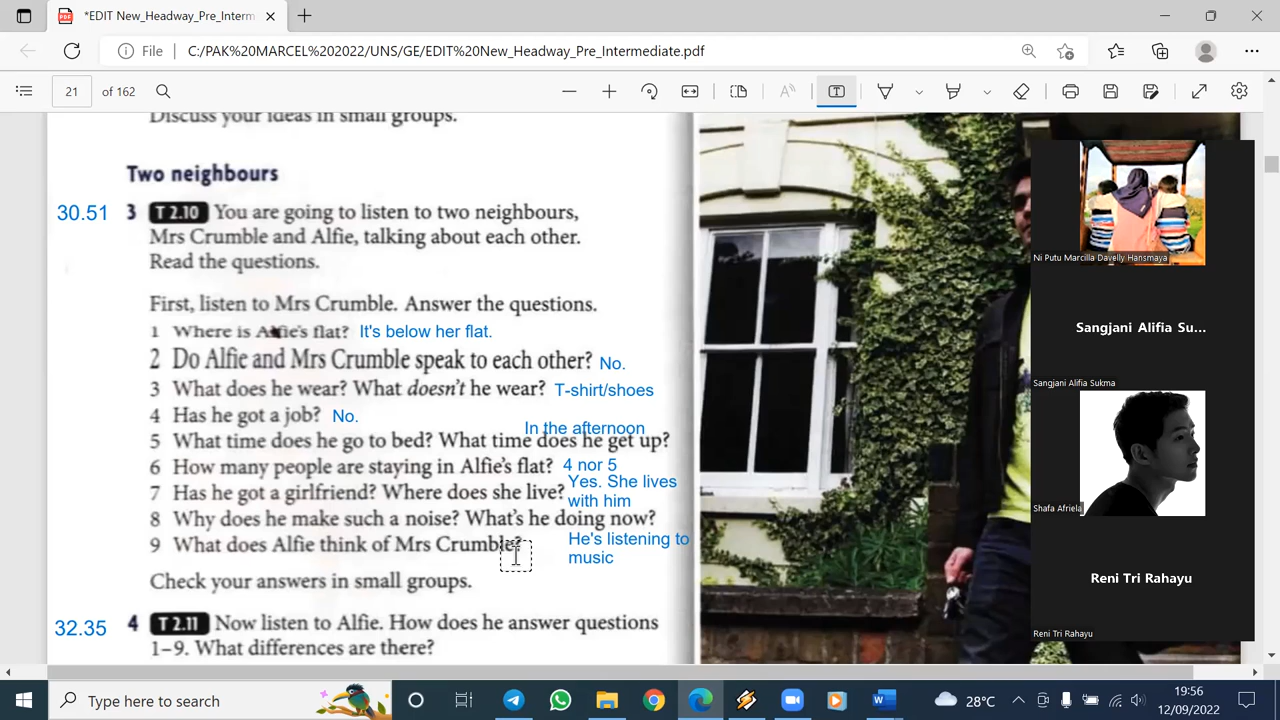 *EDIT New_Headway_Pre_Interm
File C:/PAK%20MARCEL%202022/UNS/GE/EDIT%20New_Headway_Pre_Intermediate.pdf
21 of 162
Discuss your ideas in small groups.
Two neighbours
30.51 3 T 2.10 You are going to listen to two neighbours,
Mrs Crumble and Alfie, talking about each other.
Read the questions.
First, listen to Mrs Crumble. Answer the questions.
1 Where is Alfie's flat? It's below her flat.
2 Do Alfie and Mrs Crumble speak to each other? No.
3 What does he wear? What doesn't he wear? T-shirt/shoes
4 Has he got a job? No.
In the afternoon
5 What time does he go to bed? What time does he get up?
6 How many people are staying in Alfie's flat? 4 nor 5
7 Has he got a girlfriend? Where does she live? Yes. She lives
with him
8 Why does he make such a noise? What's he doing now?
9 What does Alfie think of Mrs Crumble? He's listening to
music
Check your answers in small groups.
32.35 4 T 2.11 Now listen to Alfie. How does he answer questions
1–9. What differences are there?
Ni Putu Marcilla Davelly Hansmaya
Sangjani Alifia Su...
Sangjani Alifia Sukma
Shafa Afriela
Reni Tri Rahayu
Reni Tri Rahayu
Type here to search
28°C
19:56
12/09/2022